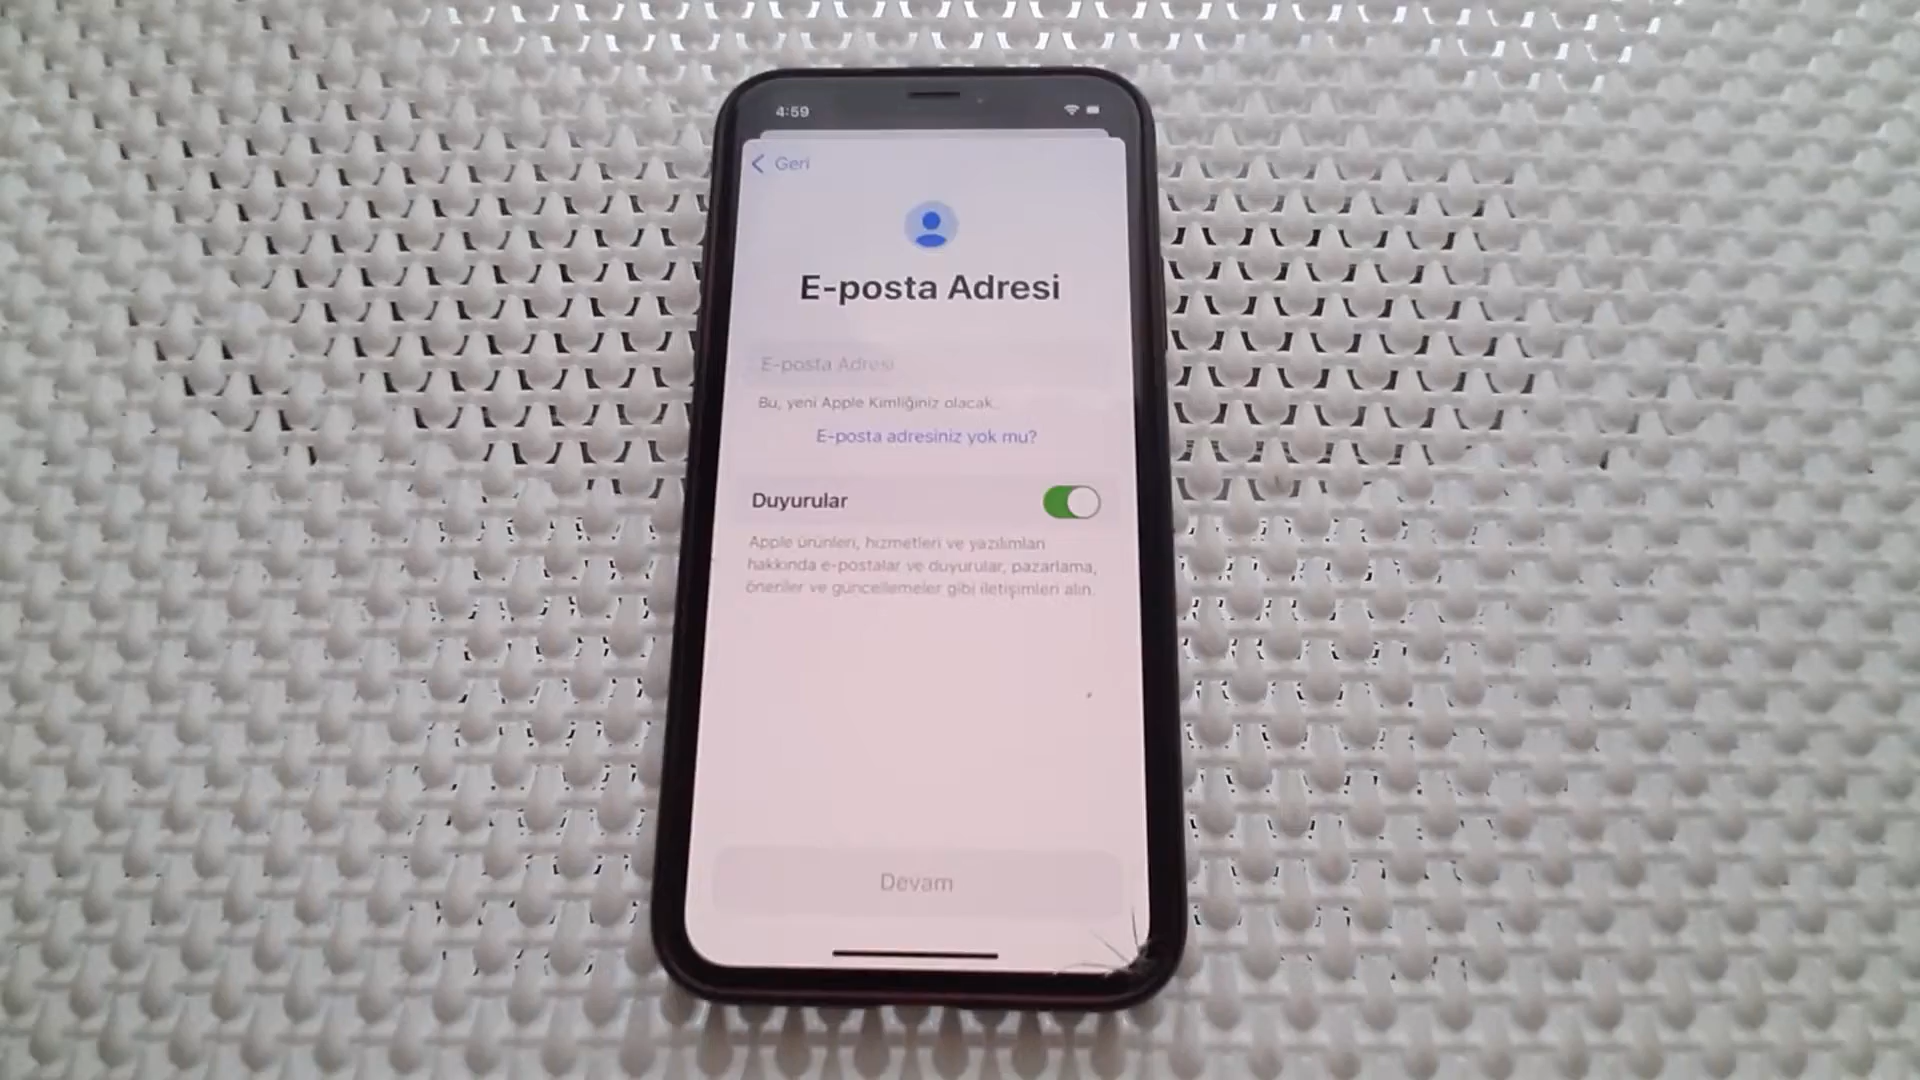 4:59
Geri
E-posta Adresi
E-posta Adresi
Bu, yeni Apple Kimliğiniz olacak.
E-posta adresiniz yok mu?
Duyurular
Apple ürünleri, hizmetleri ve yazılımları
hakkında e-postalar ve duyurular, pazarlama,
öneriler ve güncellemeler gibi iletişimleri alın.
Devam